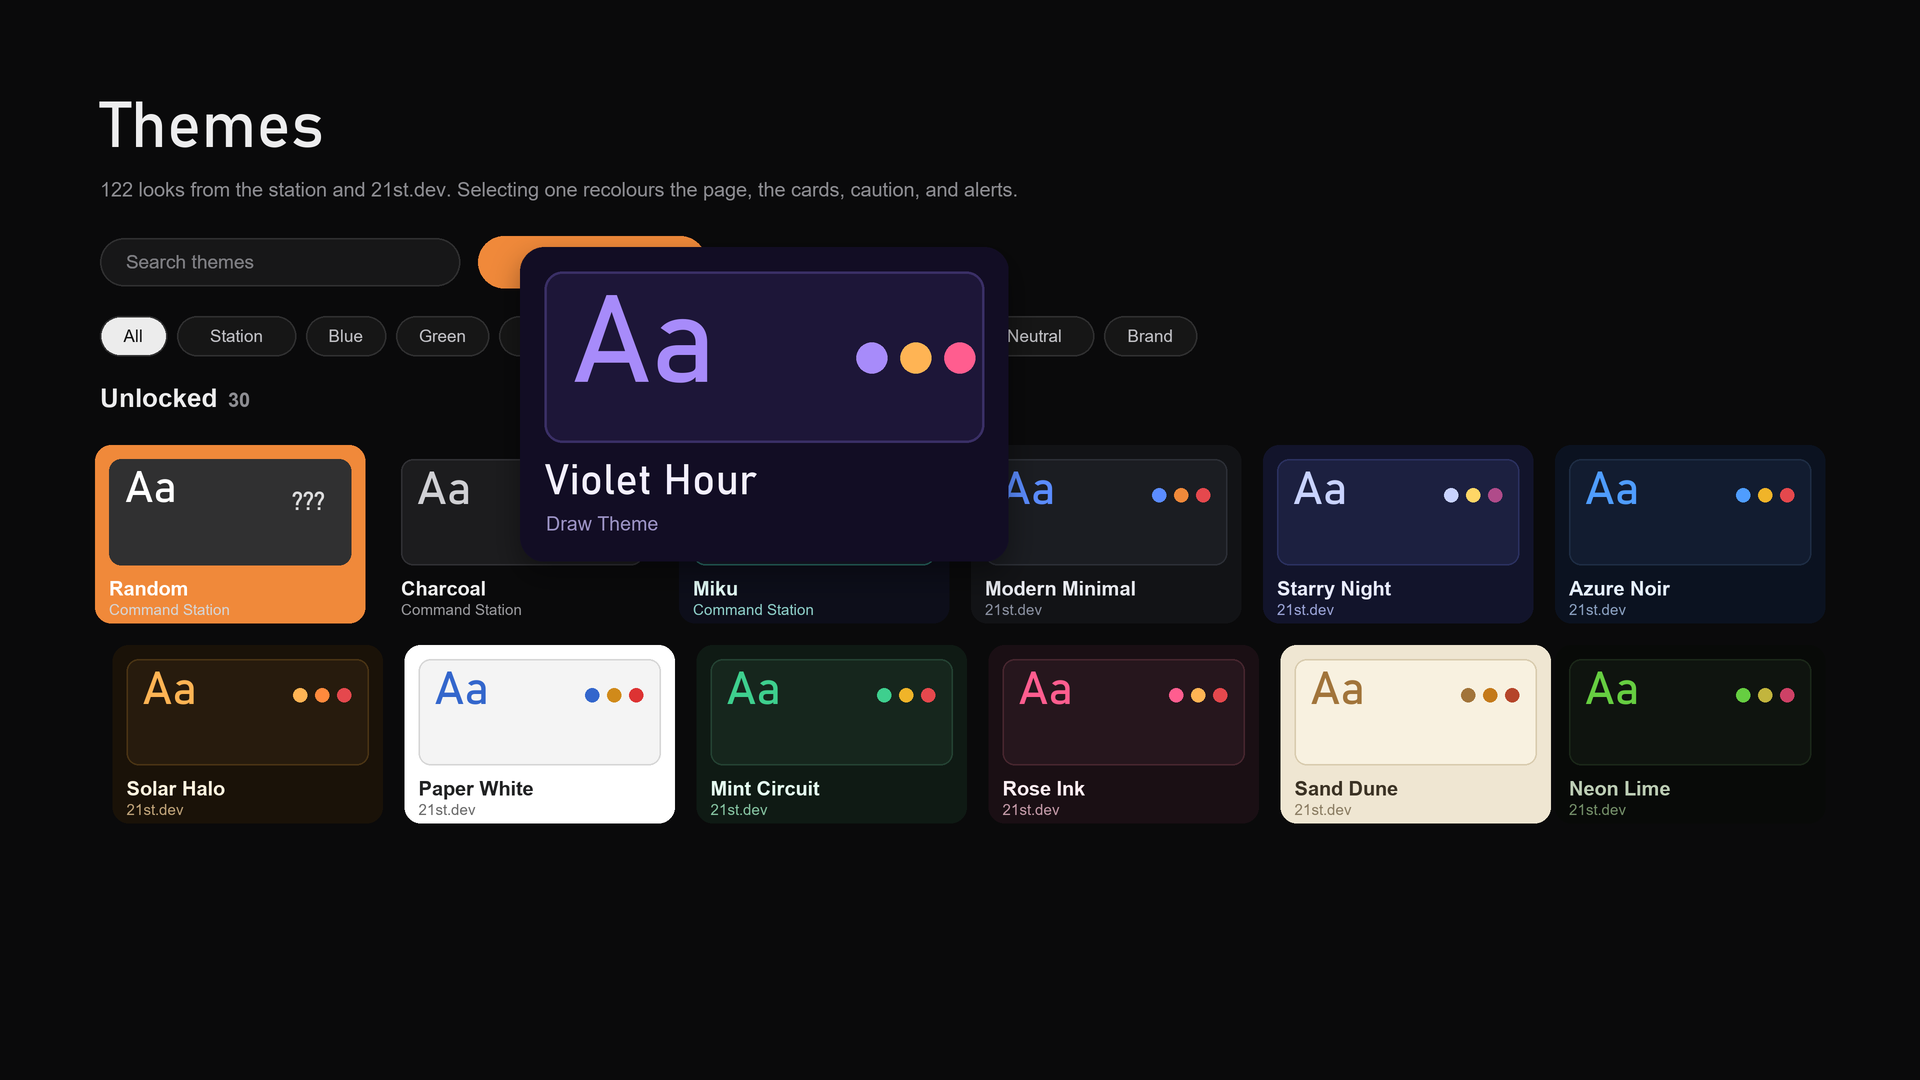 Themes
122 looks from the station and 21st.dev. Selecting one recolours the page, the cards, caution, and alerts.
Search themes
All
Station
Blue
Green
Neutral
Brand
Unlocked 30
Aa
Violet Hour
Draw Theme
Aa
???
Random
Command Station
Aa
Charcoal
Command Station
Miku
Command Station
Aa
Modern Minimal
21st.dev
Aa
Starry Night
21st.dev
Aa
Azure Noir
21st.dev
Aa
Solar Halo
21st.dev
Aa
Paper White
21st.dev
Aa
Mint Circuit
21st.dev
Aa
Rose Ink
21st.dev
Aa
Sand Dune
21st.dev
Aa
Neon Lime
21st.dev